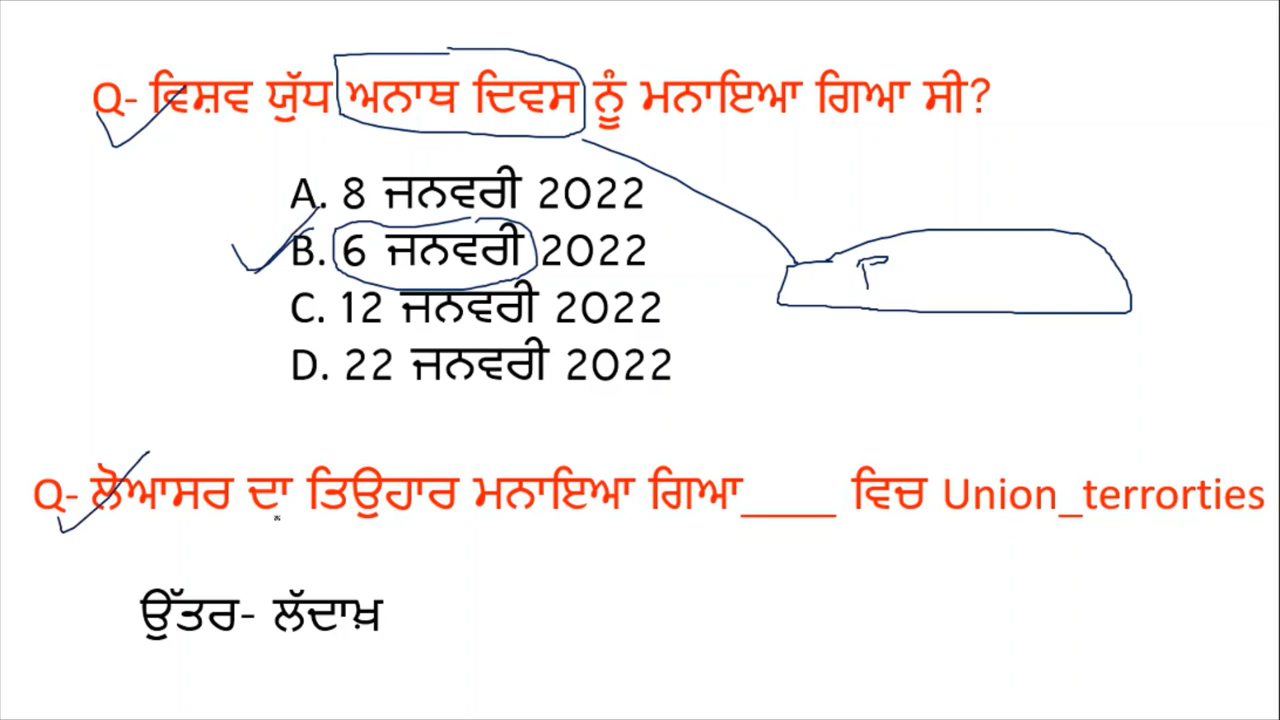 Q- ਵਿਸ਼ਵ ਯੁੱਧ ਅਨਾਥ ਦਿਵਸ ਨੂੰ ਮਨਾਇਆ ਗਿਆ ਸੀ?
A. 8 ਜਨਵਰੀ 2022
B. 6 ਜਨਵਰੀ 2022
C. 12 ਜਨਵਰੀ 2022
D. 22 ਜਨਵਰੀ 2022
Q- ਲੋਆਸਰ ਦਾ ਤਿਉਹਾਰ ਮਨਾਇਆ ਗਿਆ____ ਵਿਚ Union_terrorties
ਉੱਤਰ- ਲੱਦਾਖ਼